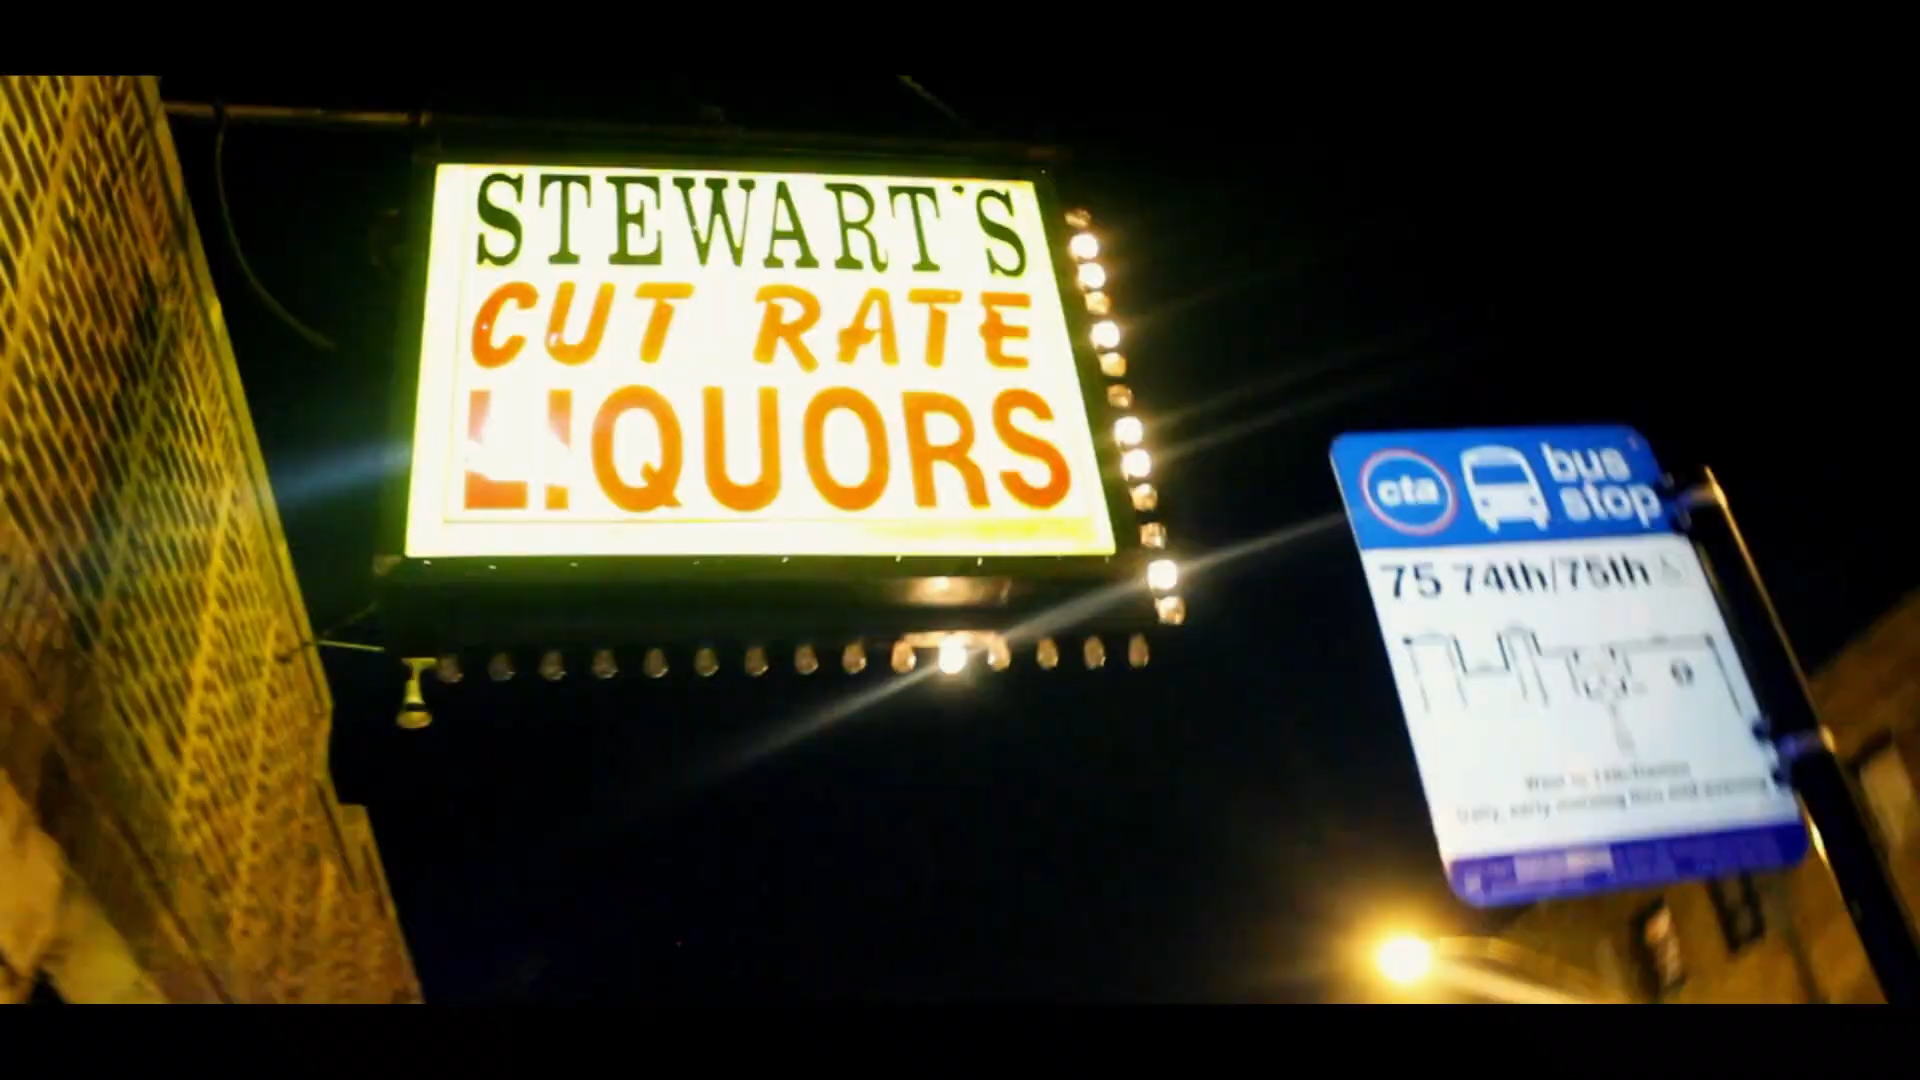 STEWART'S
CUT RATE
LIQUORS
cta
bus
stop
75 74th/75th